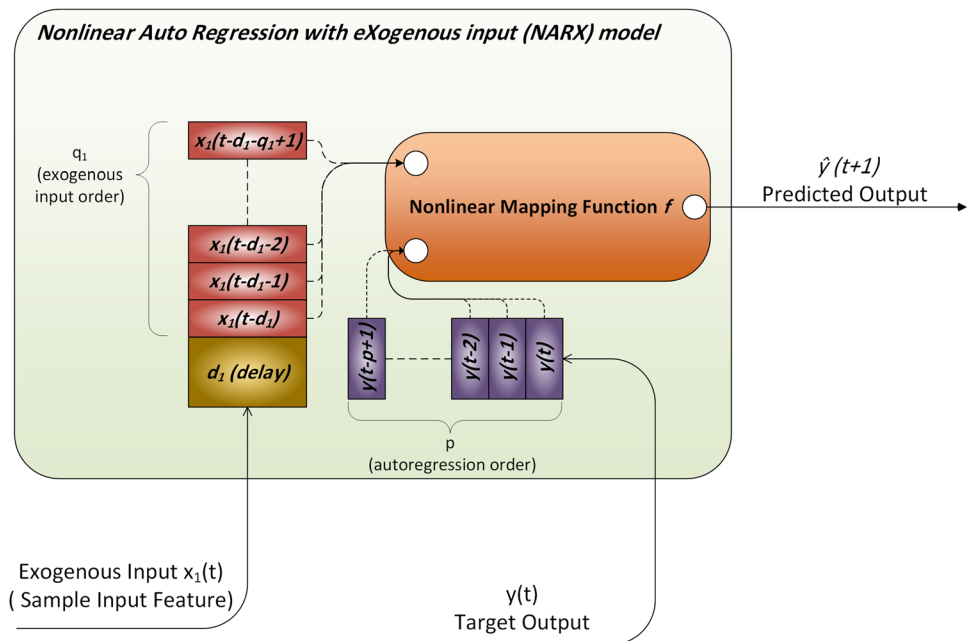 Nonlinear Auto Regression with eXogenous input (NARX) model
q₁
(exogenous
input order)
x₁(t-d₁-q₁+1)
x₁(t-d₁-2)
x₁(t-d₁-1)
x₁(t-d₁)
d₁ (delay)
Nonlinear Mapping Function f
ŷ (t+1)
Predicted Output
y(t-p+1)
y(t-2)
y(t-1)
y(t)
p
(autoregression order)
Exogenous Input x₁(t)
( Sample Input Feature)
y(t)
Target Output